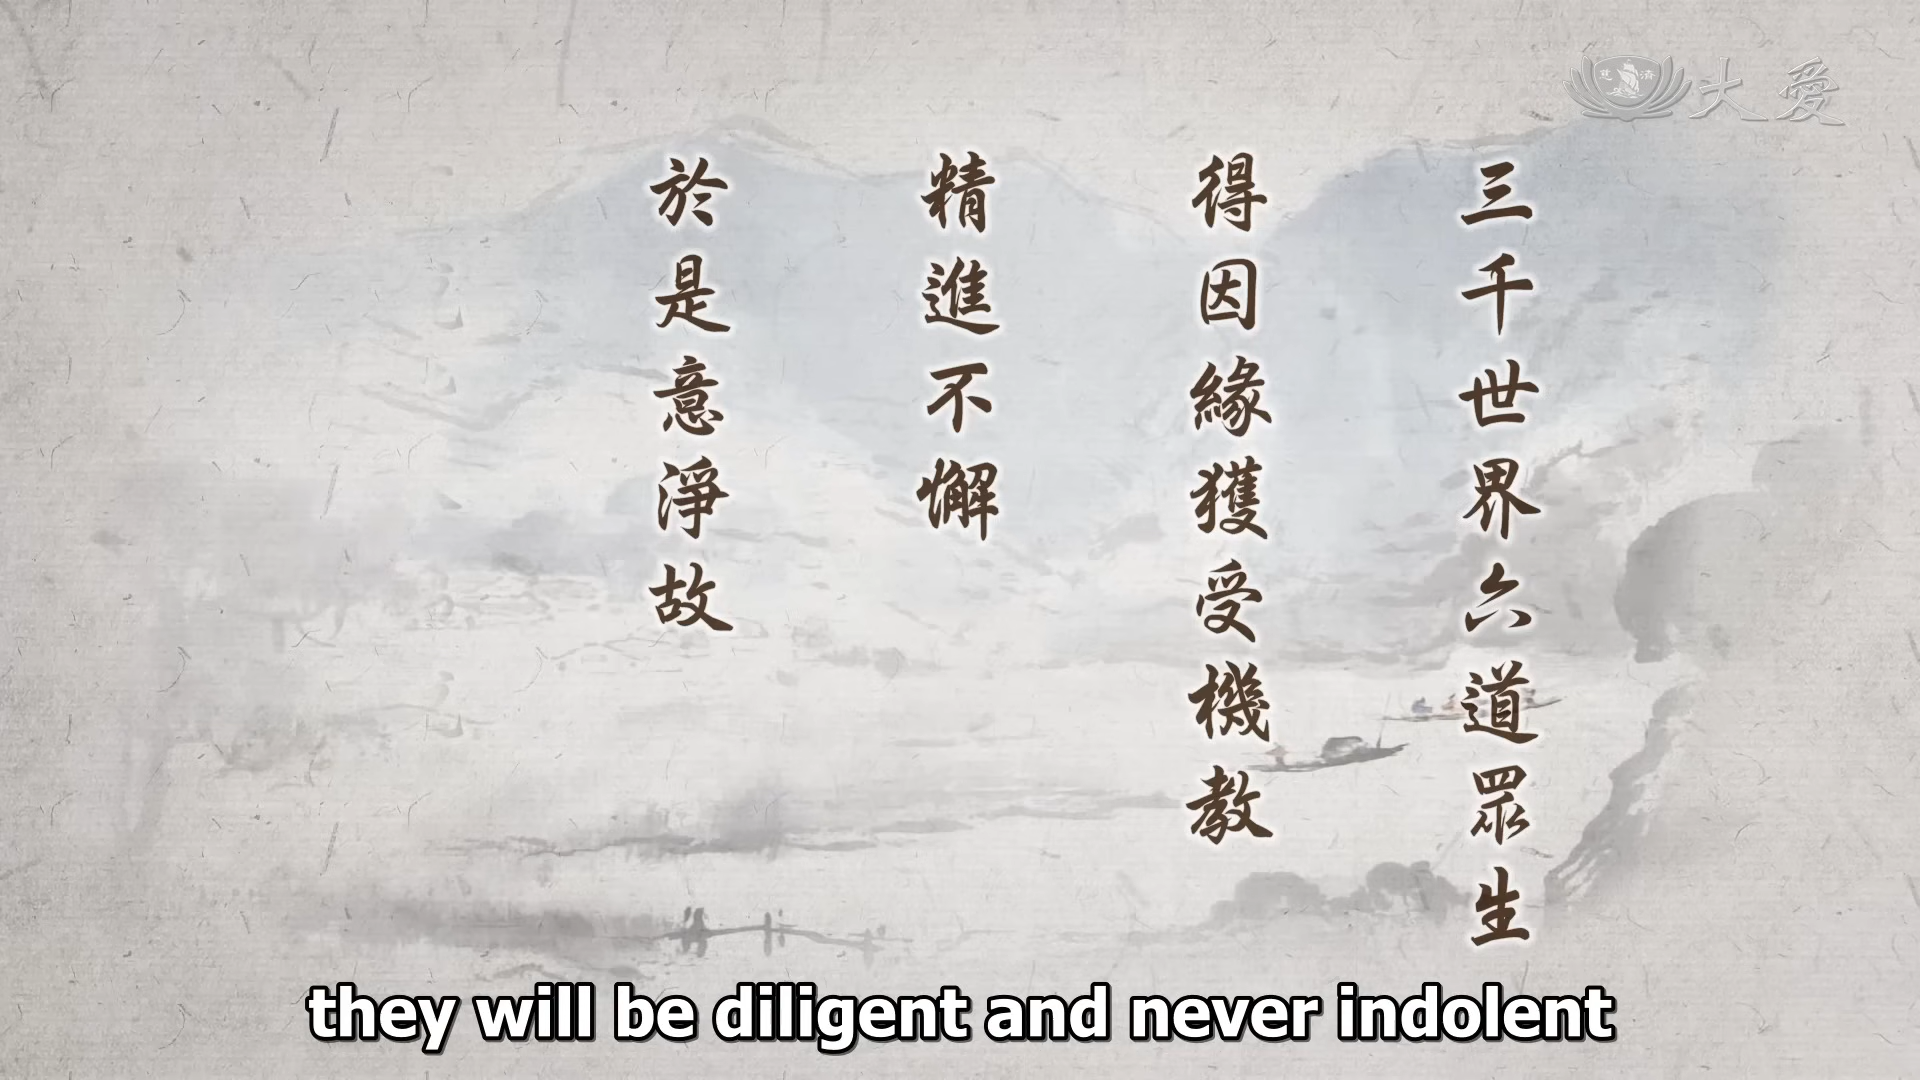 大愛
三千世界六道眾生
得因緣獲受機教
精進不懈
於是意淨故
they will be diligent and never indolent